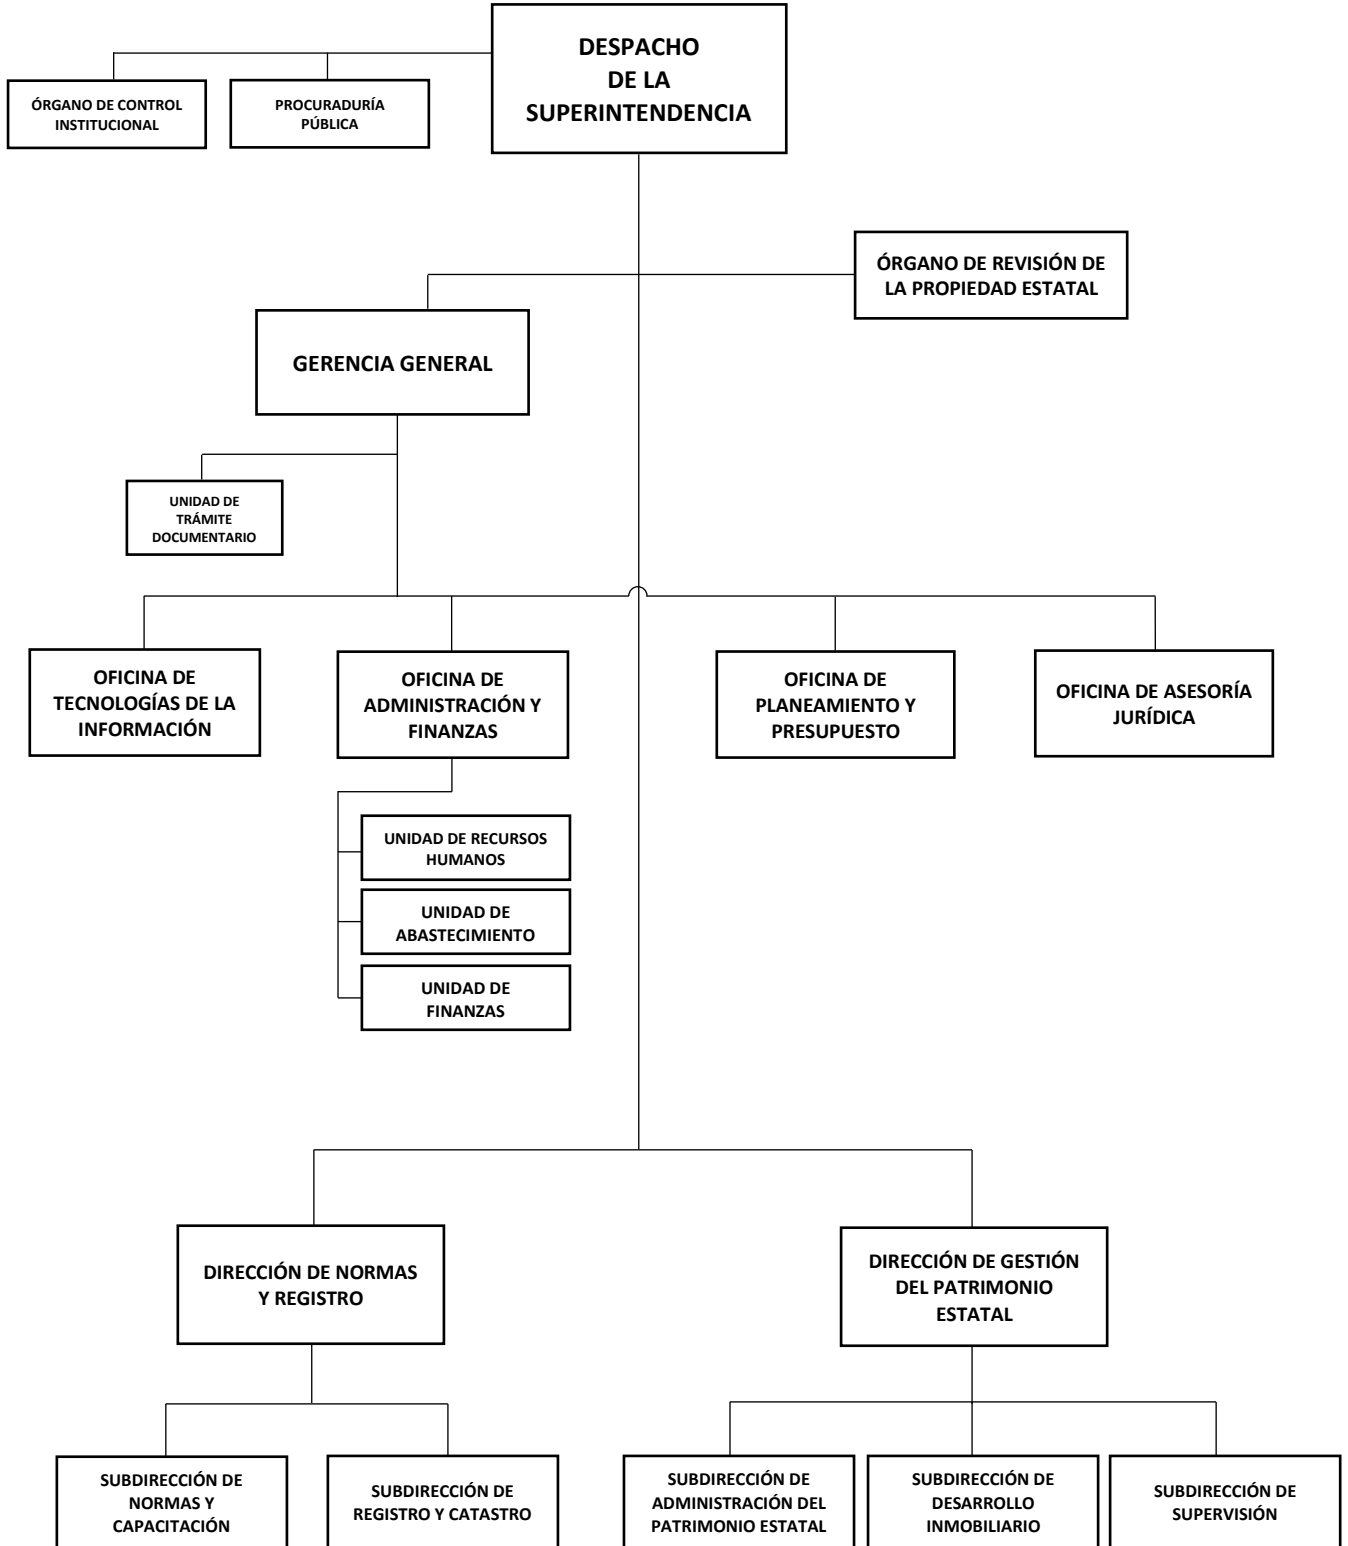 DESPACHO
DE LA
SUPERINTENDENCIA
ÓRGANO DE CONTROL
INSTITUCIONAL
PROCURADURÍA
PÚBLICA
ÓRGANO DE REVISIÓN DE
LA PROPIEDAD ESTATAL
GERENCIA GENERAL
UNIDAD DE
TRÁMITE
DOCUMENTARIO
OFICINA DE
TECNOLOGÍAS DE LA
INFORMACIÓN
OFICINA DE
ADMINISTRACIÓN Y
FINANZAS
OFICINA DE
PLANEAMIENTO Y
PRESUPUESTO
OFICINA DE ASESORÍA
JURÍDICA
UNIDAD DE RECURSOS
HUMANOS
UNIDAD DE
ABASTECIMIENTO
UNIDAD DE
FINANZAS
DIRECCIÓN DE NORMAS
Y REGISTRO
DIRECCIÓN DE GESTIÓN
DEL PATRIMONIO
ESTATAL
SUBDIRECCIÓN DE
NORMAS Y
CAPACITACIÓN
SUBDIRECCIÓN DE
REGISTRO Y CATASTRO
SUBDIRECCIÓN DE
ADMINISTRACIÓN DEL
PATRIMONIO ESTATAL
SUBDIRECCIÓN DE
DESARROLLO
INMOBILIARIO
SUBDIRECCIÓN DE
SUPERVISIÓN